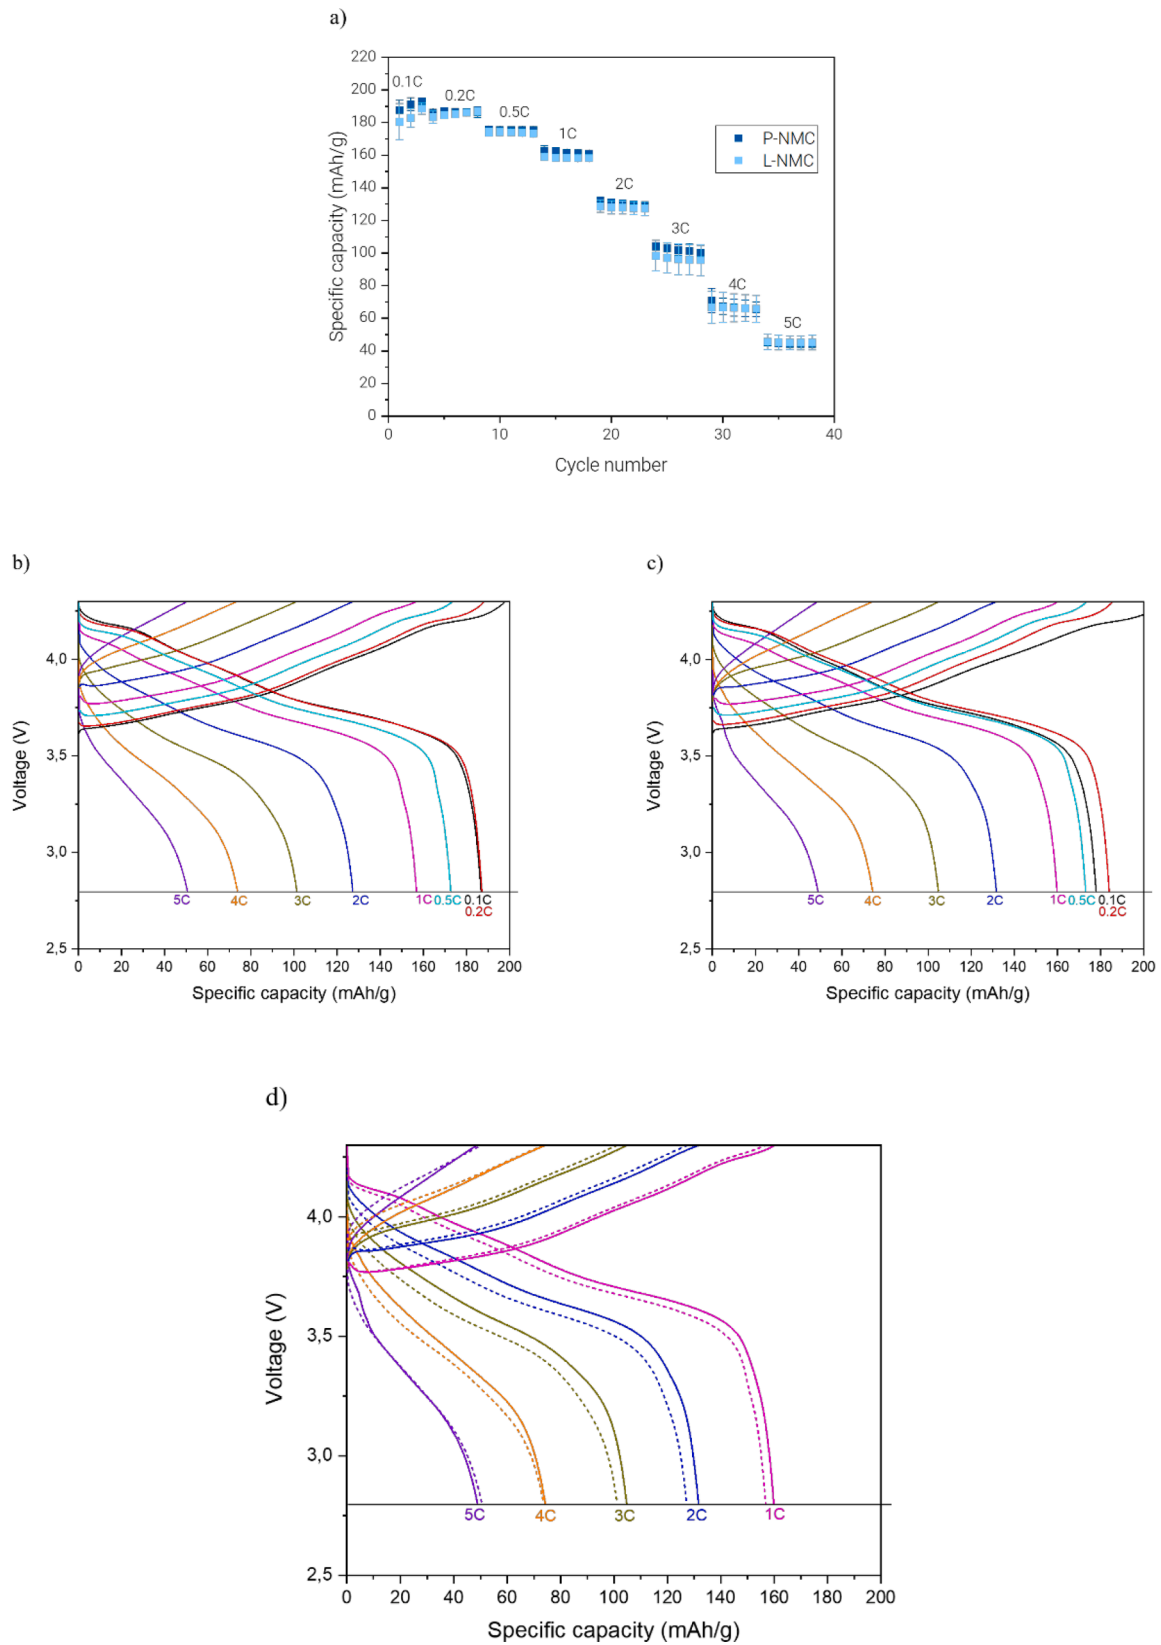 a)
220
200
180
160
140
120
100
80
60
40
20
0
0.1C
0.2C
0.5C
1C
2C
3C
4C
5C
P-NMC
L-NMC
Specific capacity (mAh/g)
0 10 20 30 40
Cycle number
b)
4,0
3,5
3,0
2,5
Voltage (V)
5C 4C 3C 2C 1C 0.5C 0.1C
0.2C
0 20 40 60 80 100 120 140 160 180 200
Specific capacity (mAh/g)
c)
4,0
3,5
3,0
2,5
Voltage (V)
5C 4C 3C 2C 1C 0.5C 0.1C
0.2C
0 20 40 60 80 100 120 140 160 180 200
Specific capacity (mAh/g)
d)
4,0
3,5
3,0
2,5
Voltage (V)
5C 4C 3C 2C 1C
0 20 40 60 80 100 120 140 160 180 200
Specific capacity (mAh/g)